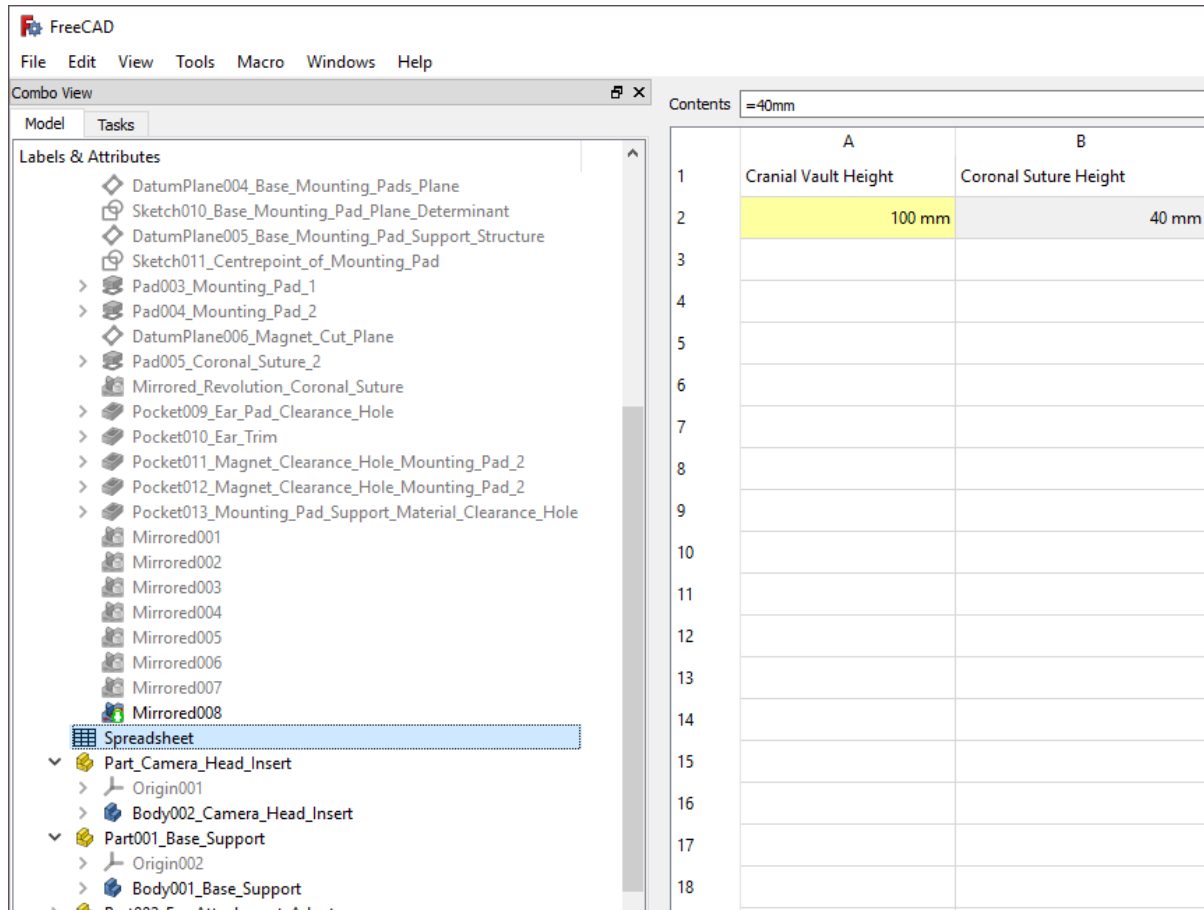 FreeCAD
File Edit View Tools Macro Windows Help
Combo View
Model Tasks
Labels & Attributes
DatumPlane004_Base_Mounting_Pads_Plane
Sketch010_Base_Mounting_Pad_Plane_Determinant
DatumPlane005_Base_Mounting_Pad_Support_Structure
Sketch011_Centrepoint_of_Mounting_Pad
Pad003_Mounting_Pad_1
Pad004_Mounting_Pad_2
DatumPlane006_Magnet_Cut_Plane
Pad005_Coronal_Suture_2
Mirrored_Revolution_Coronal_Suture
Pocket009_Ear_Pad_Clearance_Hole
Pocket010_Ear_Trim
Pocket011_Magnet_Clearance_Hole_Mounting_Pad_2
Pocket012_Magnet_Clearance_Hole_Mounting_Pad_2
Pocket013_Mounting_Pad_Support_Material_Clearance_Hole
Mirrored001
Mirrored002
Mirrored003
Mirrored004
Mirrored005
Mirrored006
Mirrored007
Mirrored008
Spreadsheet
Part_Camera_Head_Insert
Origin001
Body002_Camera_Head_Insert
Part001_Base_Support
Origin002
Body001_Base_Support
Contents =40mm
A B
1 Cranial Vault Height Coronal Suture Height
2 100 mm 40 mm
3
4
5
6
7
8
9
10
11
12
13
14
15
16
17
18